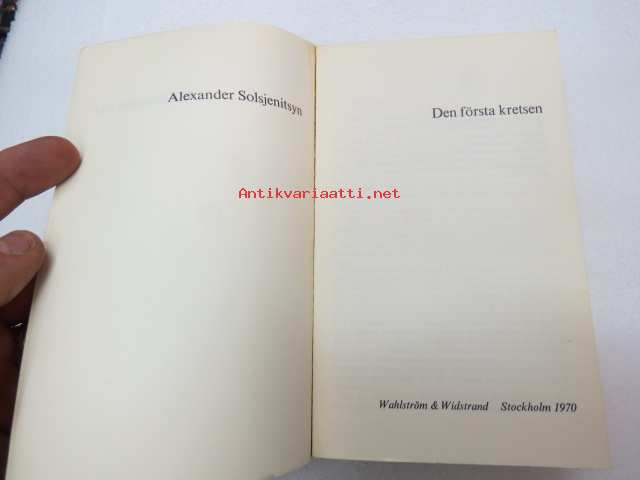 Alexander Solsjenitsyn
Den första kretsen
Antikvariaatti.net
Wahlström & Widstrand Stockholm 1970